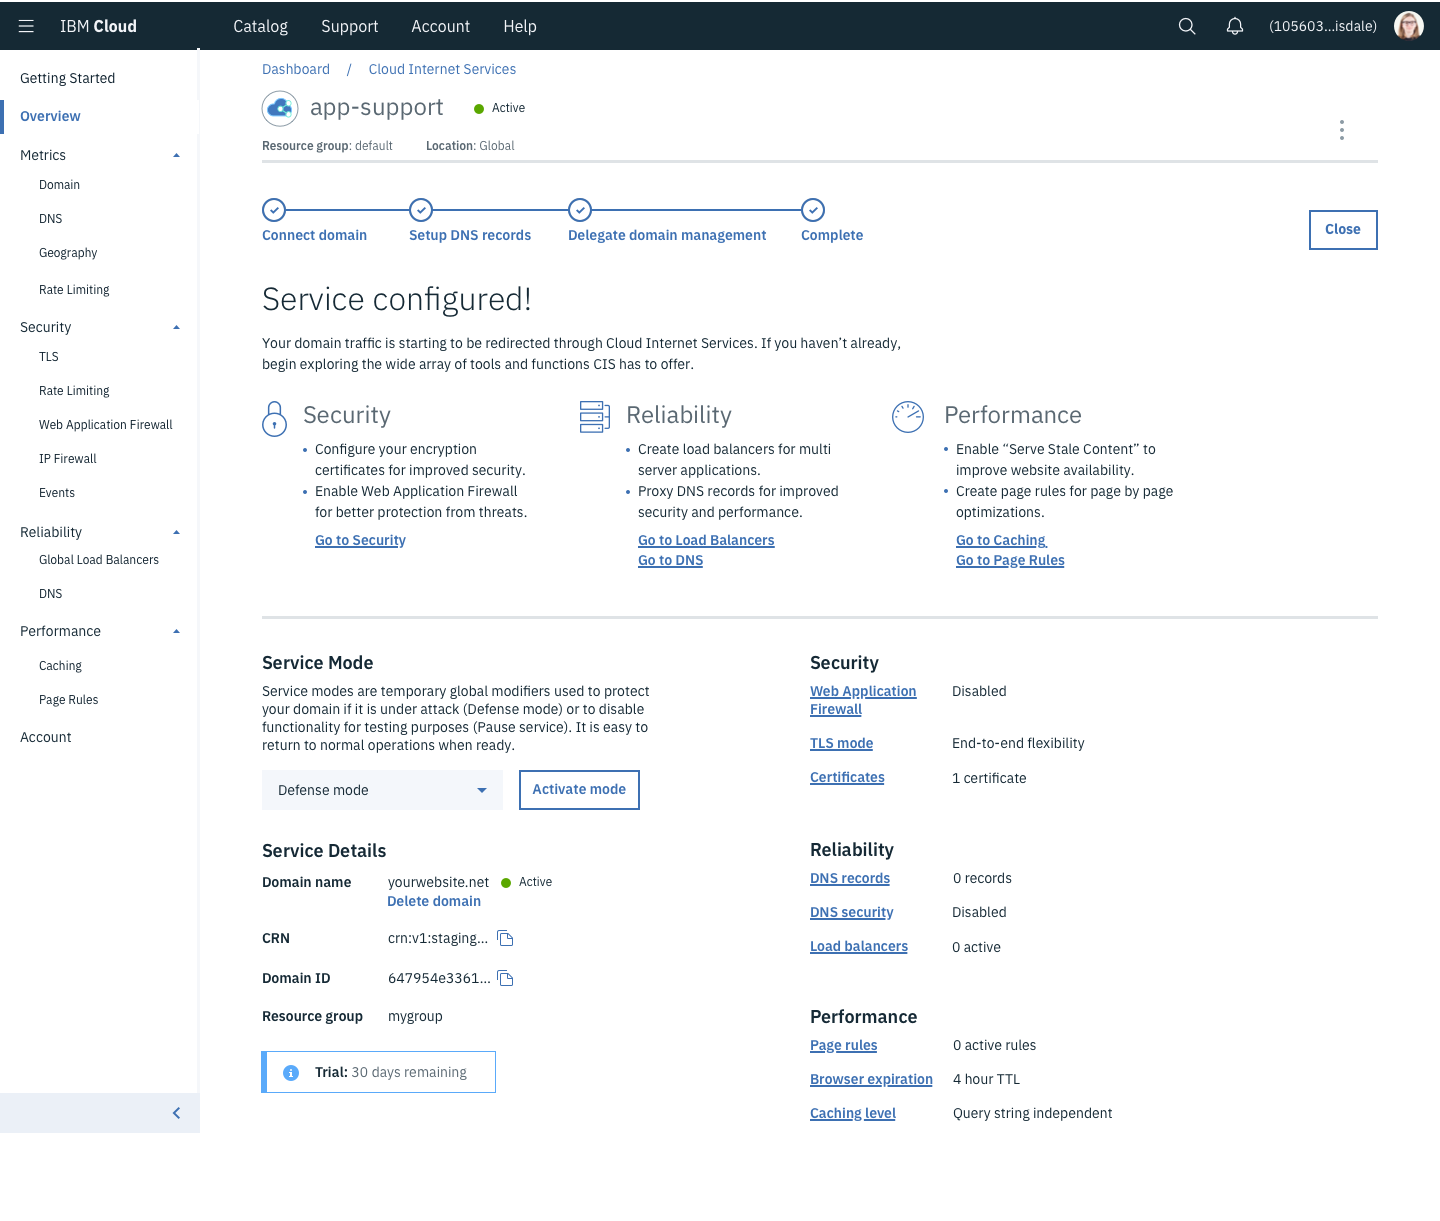 IBM Cloud
Catalog
Support
Account
Help
(105603...isdale)
Getting Started
Overview
Metrics
Domain
DNS
Geography
Rate Limiting
Security
TLS
Rate Limiting
Web Application Firewall
IP Firewall
Events
Reliability
Global Load Balancers
DNS
Performance
Caching
Page Rules
Account
Dashboard / Cloud Internet Services
app-support
Active
Resource group: default
Location: Global
Connect domain
Setup DNS records
Delegate domain management
Complete
Close
Service configured!
Your domain traffic is starting to be redirected through Cloud Internet Services. If you haven’t already,
begin exploring the wide array of tools and functions CIS has to offer.
Security
• Configure your encryption
certificates for improved security.
• Enable Web Application Firewall
for better protection from threats.
Go to Security
Reliability
• Create load balancers for multi
server applications.
• Proxy DNS records for improved
security and performance.
Go to Load Balancers
Go to DNS
Performance
• Enable “Serve Stale Content” to
improve website availability.
• Create page rules for page by page
optimizations.
Go to Caching
Go to Page Rules
Service Mode
Service modes are temporary global modifiers used to protect
your domain if it is under attack (Defense mode) or to disable
functionality for testing purposes (Pause service). It is easy to
return to normal operations when ready.
Defense mode
Activate mode
Service Details
Domain name yourwebsite.net Active
Delete domain
CRN crn:v1:staging...
Domain ID 647954e3361...
Resource group mygroup
Trial: 30 days remaining
Security
Web Application Disabled
Firewall
TLS mode End-to-end flexibility
Certificates 1 certificate
Reliability
DNS records 0 records
DNS security Disabled
Load balancers 0 active
Performance
Page rules 0 active rules
Browser expiration 4 hour TTL
Caching level Query string independent